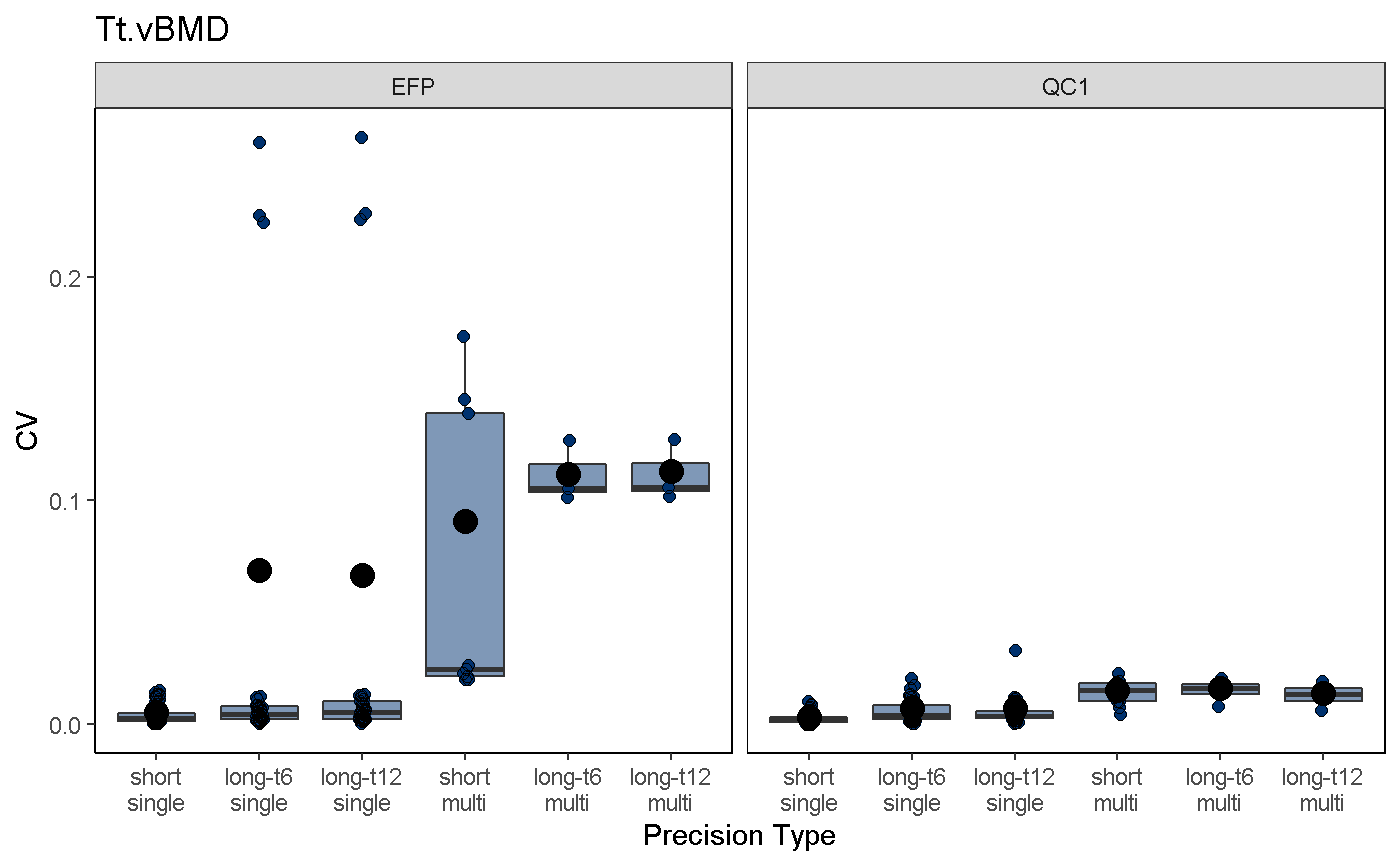 Tt.vBMD
EFP
QC1
CV
0.2
0.1
0.0
short
single
long-t6
single
long-t12
single
short
multi
long-t6
multi
long-t12
multi
short
single
long-t6
single
long-t12
single
short
multi
long-t6
multi
long-t12
multi
Precision Type